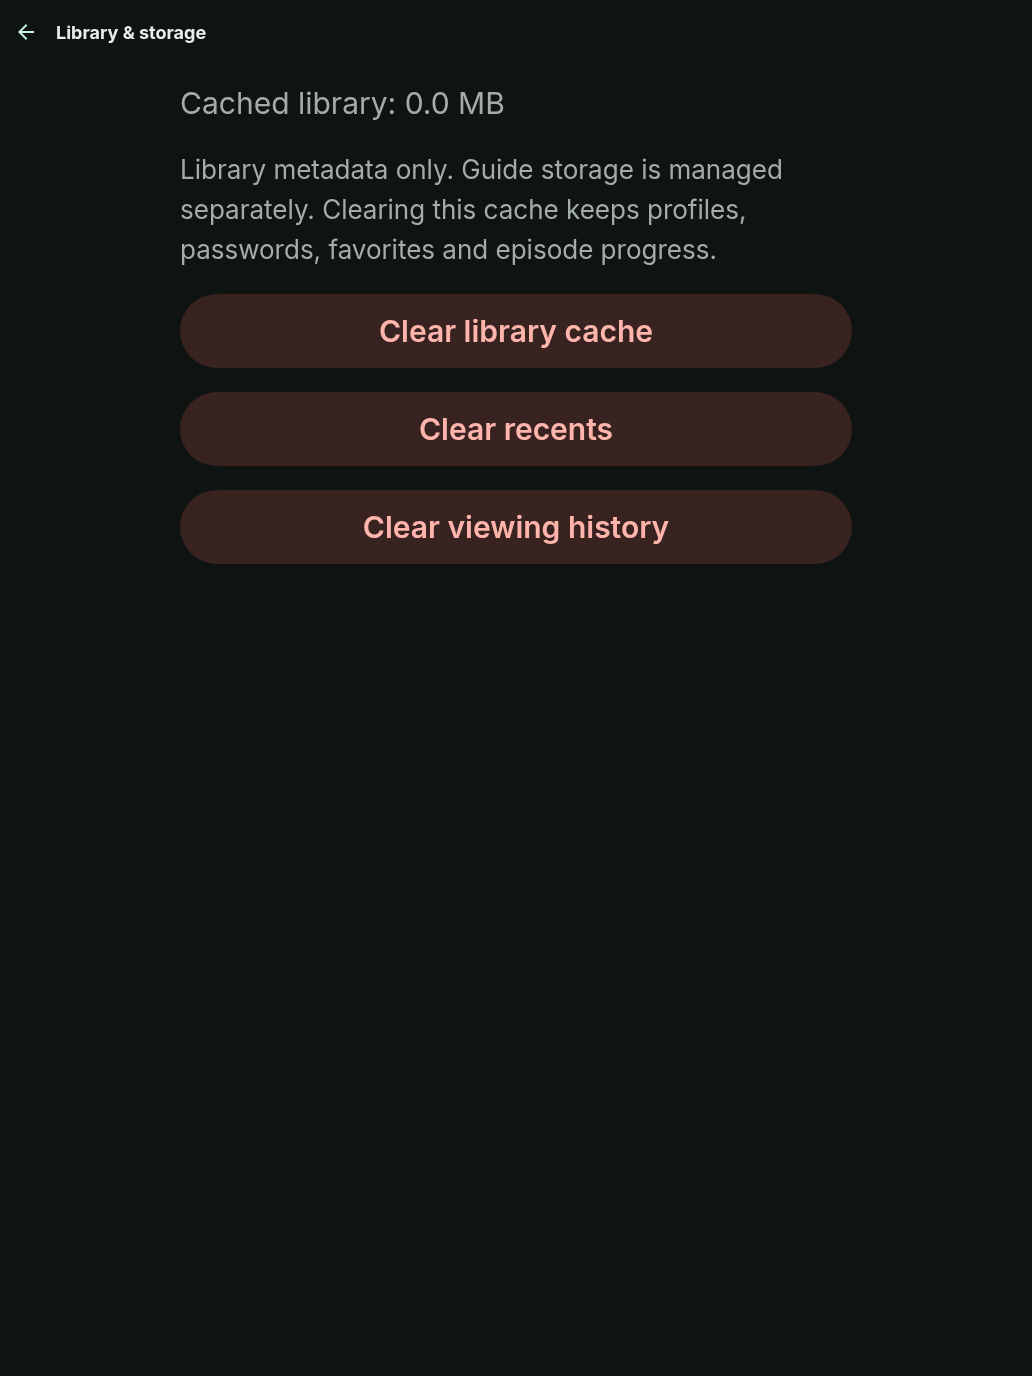 Library & storage
Cached library: 0.0 MB
Library metadata only. Guide storage is managed
separately. Clearing this cache keeps profiles,
passwords, favorites and episode progress.
Clear library cache
Clear recents
Clear viewing history